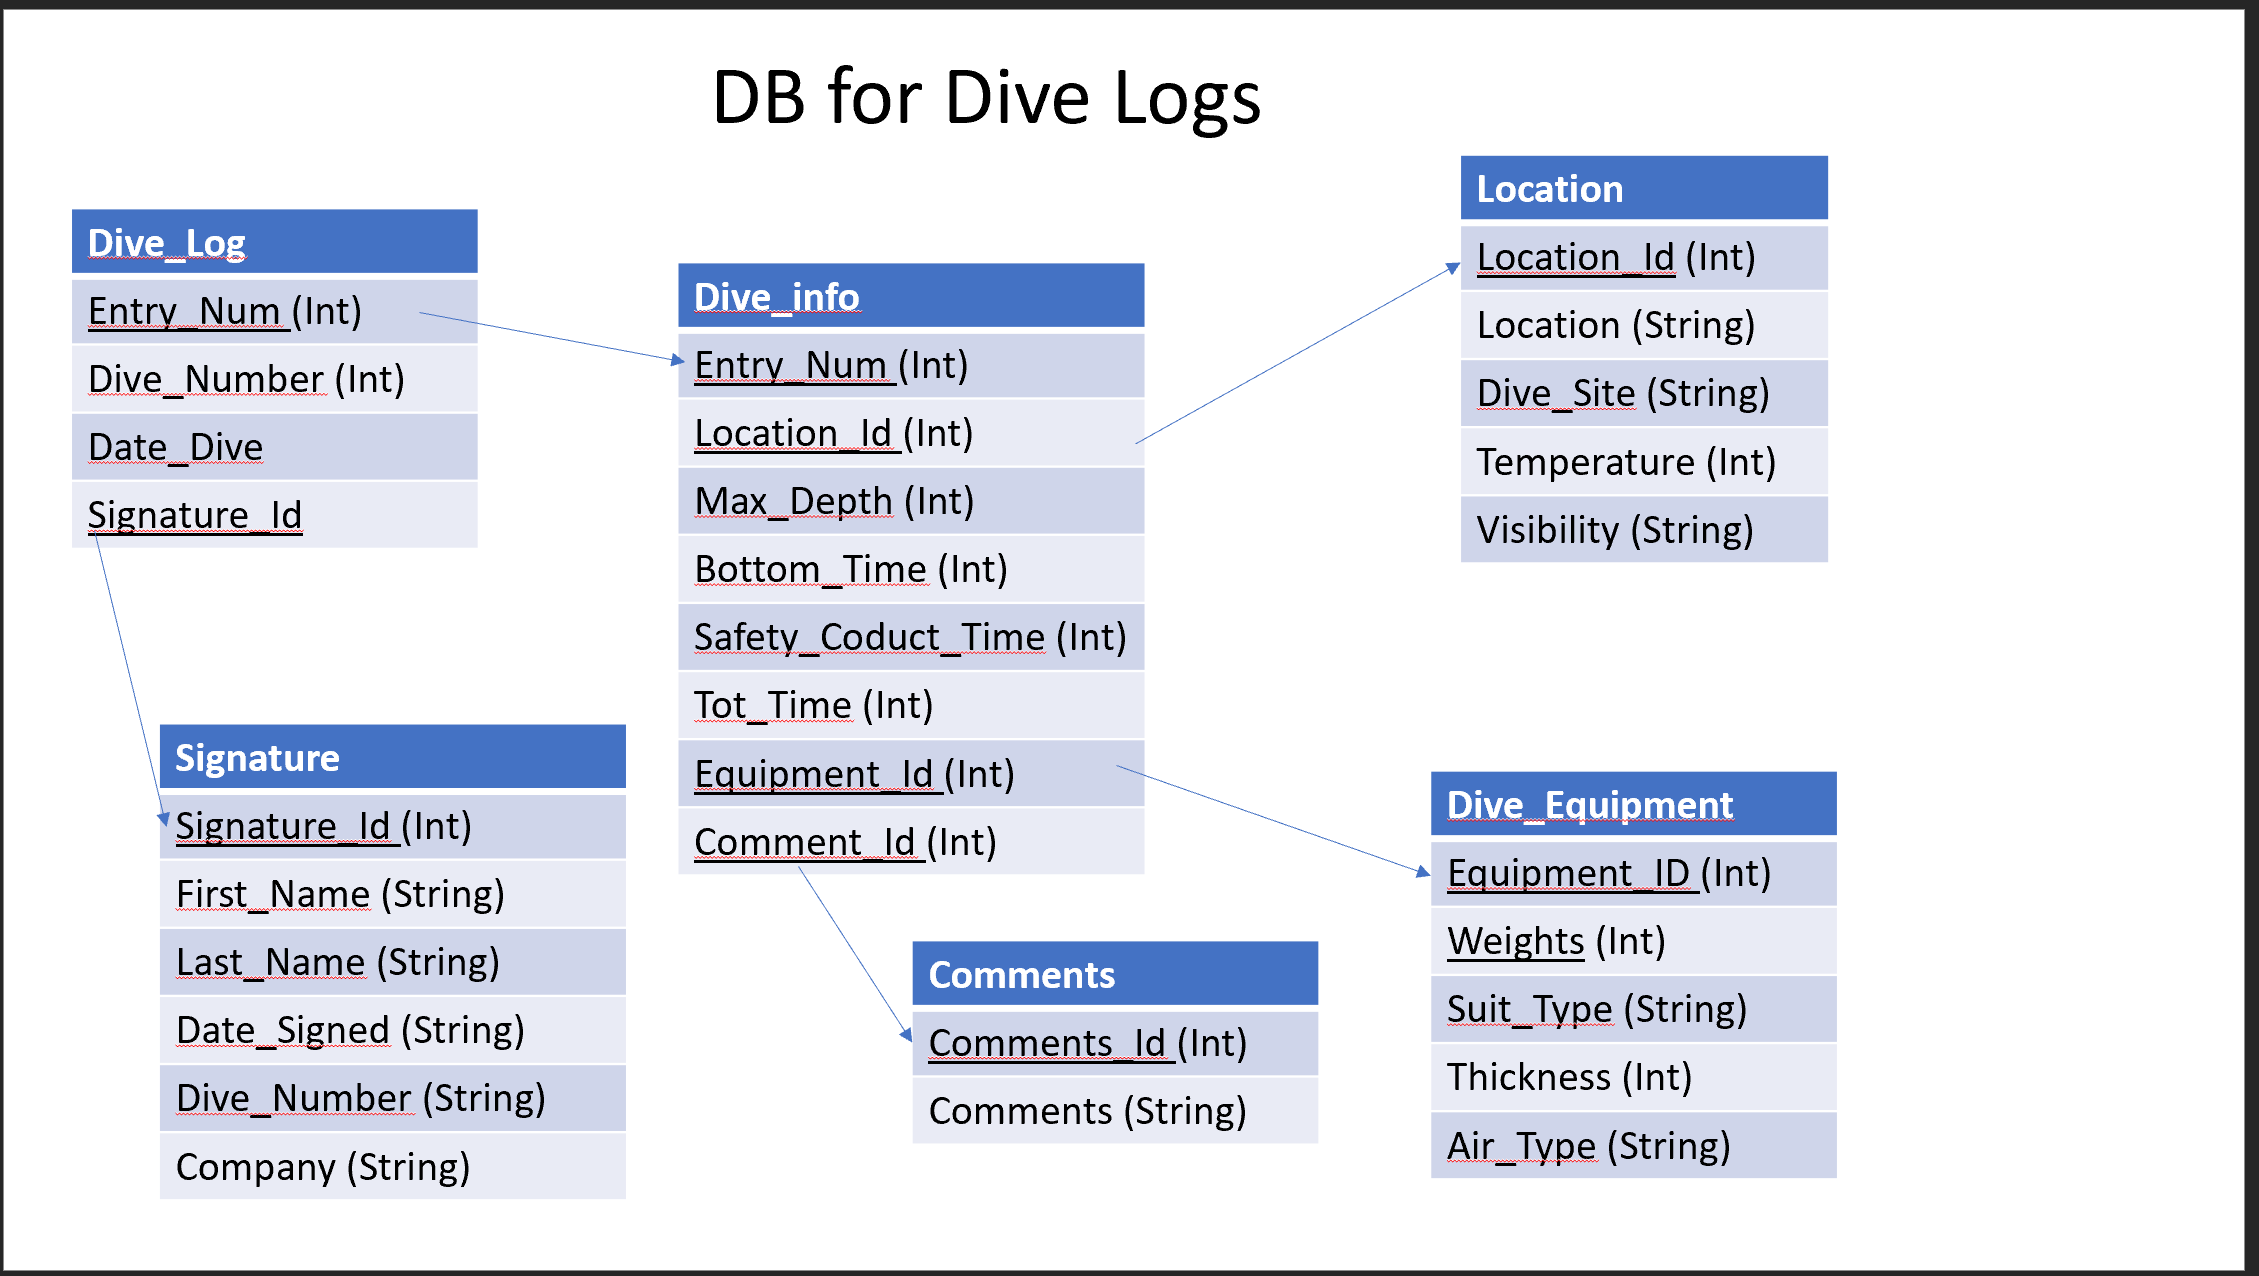 DB for Dive Logs
Dive_Log
Entry_Num (Int)
Dive_Number (Int)
Date_Dive
Signature_Id
Dive_info
Entry_Num (Int)
Location_Id (Int)
Max_Depth (Int)
Bottom_Time (Int)
Safety_Coduct_Time (Int)
Tot_Time (Int)
Equipment_Id (Int)
Comment_Id (Int)
Location
Location_Id (Int)
Location (String)
Dive_Site (String)
Temperature (Int)
Visibility (String)
Signature
Signature_Id (Int)
First_Name (String)
Last_Name (String)
Date_Signed (String)
Dive_Number (String)
Company (String)
Comments
Comments_Id (Int)
Comments (String)
Dive_Equipment
Equipment_ID (Int)
Weights (Int)
Suit_Type (String)
Thickness (Int)
Air_Type (String)